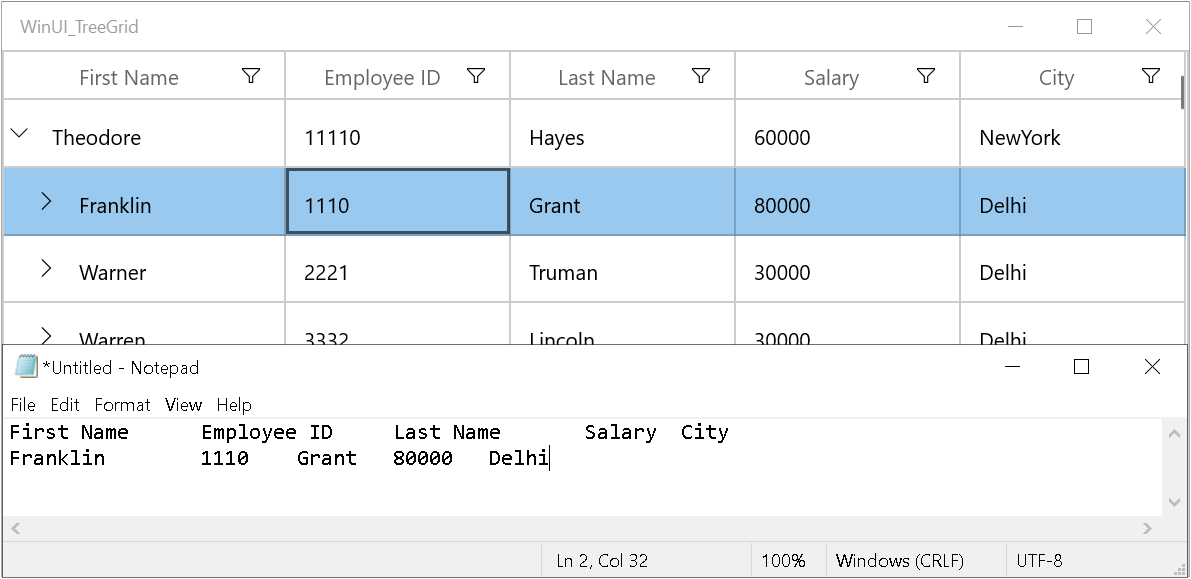 WinUI_TreeGrid
First Name Employee ID Last Name Salary City
Theodore 11110 Hayes 60000 NewYork
Franklin 1110 Grant 80000 Delhi
Warner 2221 Truman 30000 Delhi
Warren 3332 Lincoln 30000 Delhi
*Untitled - Notepad
File Edit Format View Help
First Name Employee ID Last Name Salary City
Franklin 1110 Grant 80000 Delhi
Ln 2, Col 32 100% Windows (CRLF) UTF-8